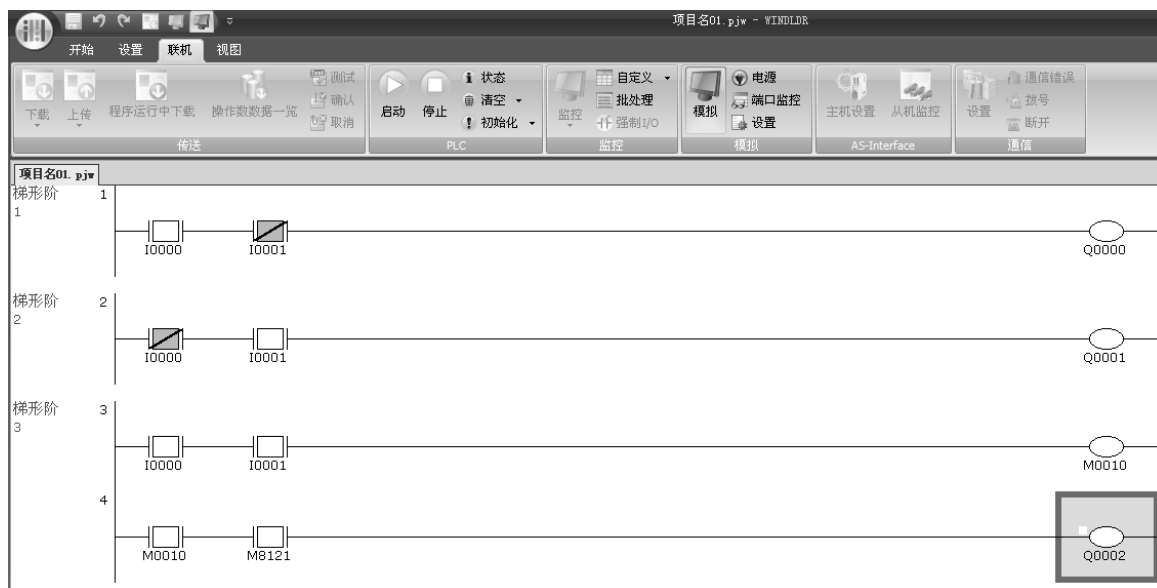 项目名01.pjw - WINDLDR
开始 设置 联机 视图
下载 上传 程序运行中下载 操作数数据一览 测试 确认 取消
启动 停止 状态 清空 初始化
监控 自定义 批处理 强制I/O
模拟 电源 端口监控 设置
主机设置 从机监控
设置 通信错误 拨号 断开
传送 PLC 监控 模拟 AS-Interface 通信
项目名01.pjw
梯形阶 1
1
I0000 I0001 Q0000
梯形阶 2
2
I0000 I0001 Q0001
梯形阶 3
3
I0000 I0001 M0010
4
M0010 M8121 Q0002